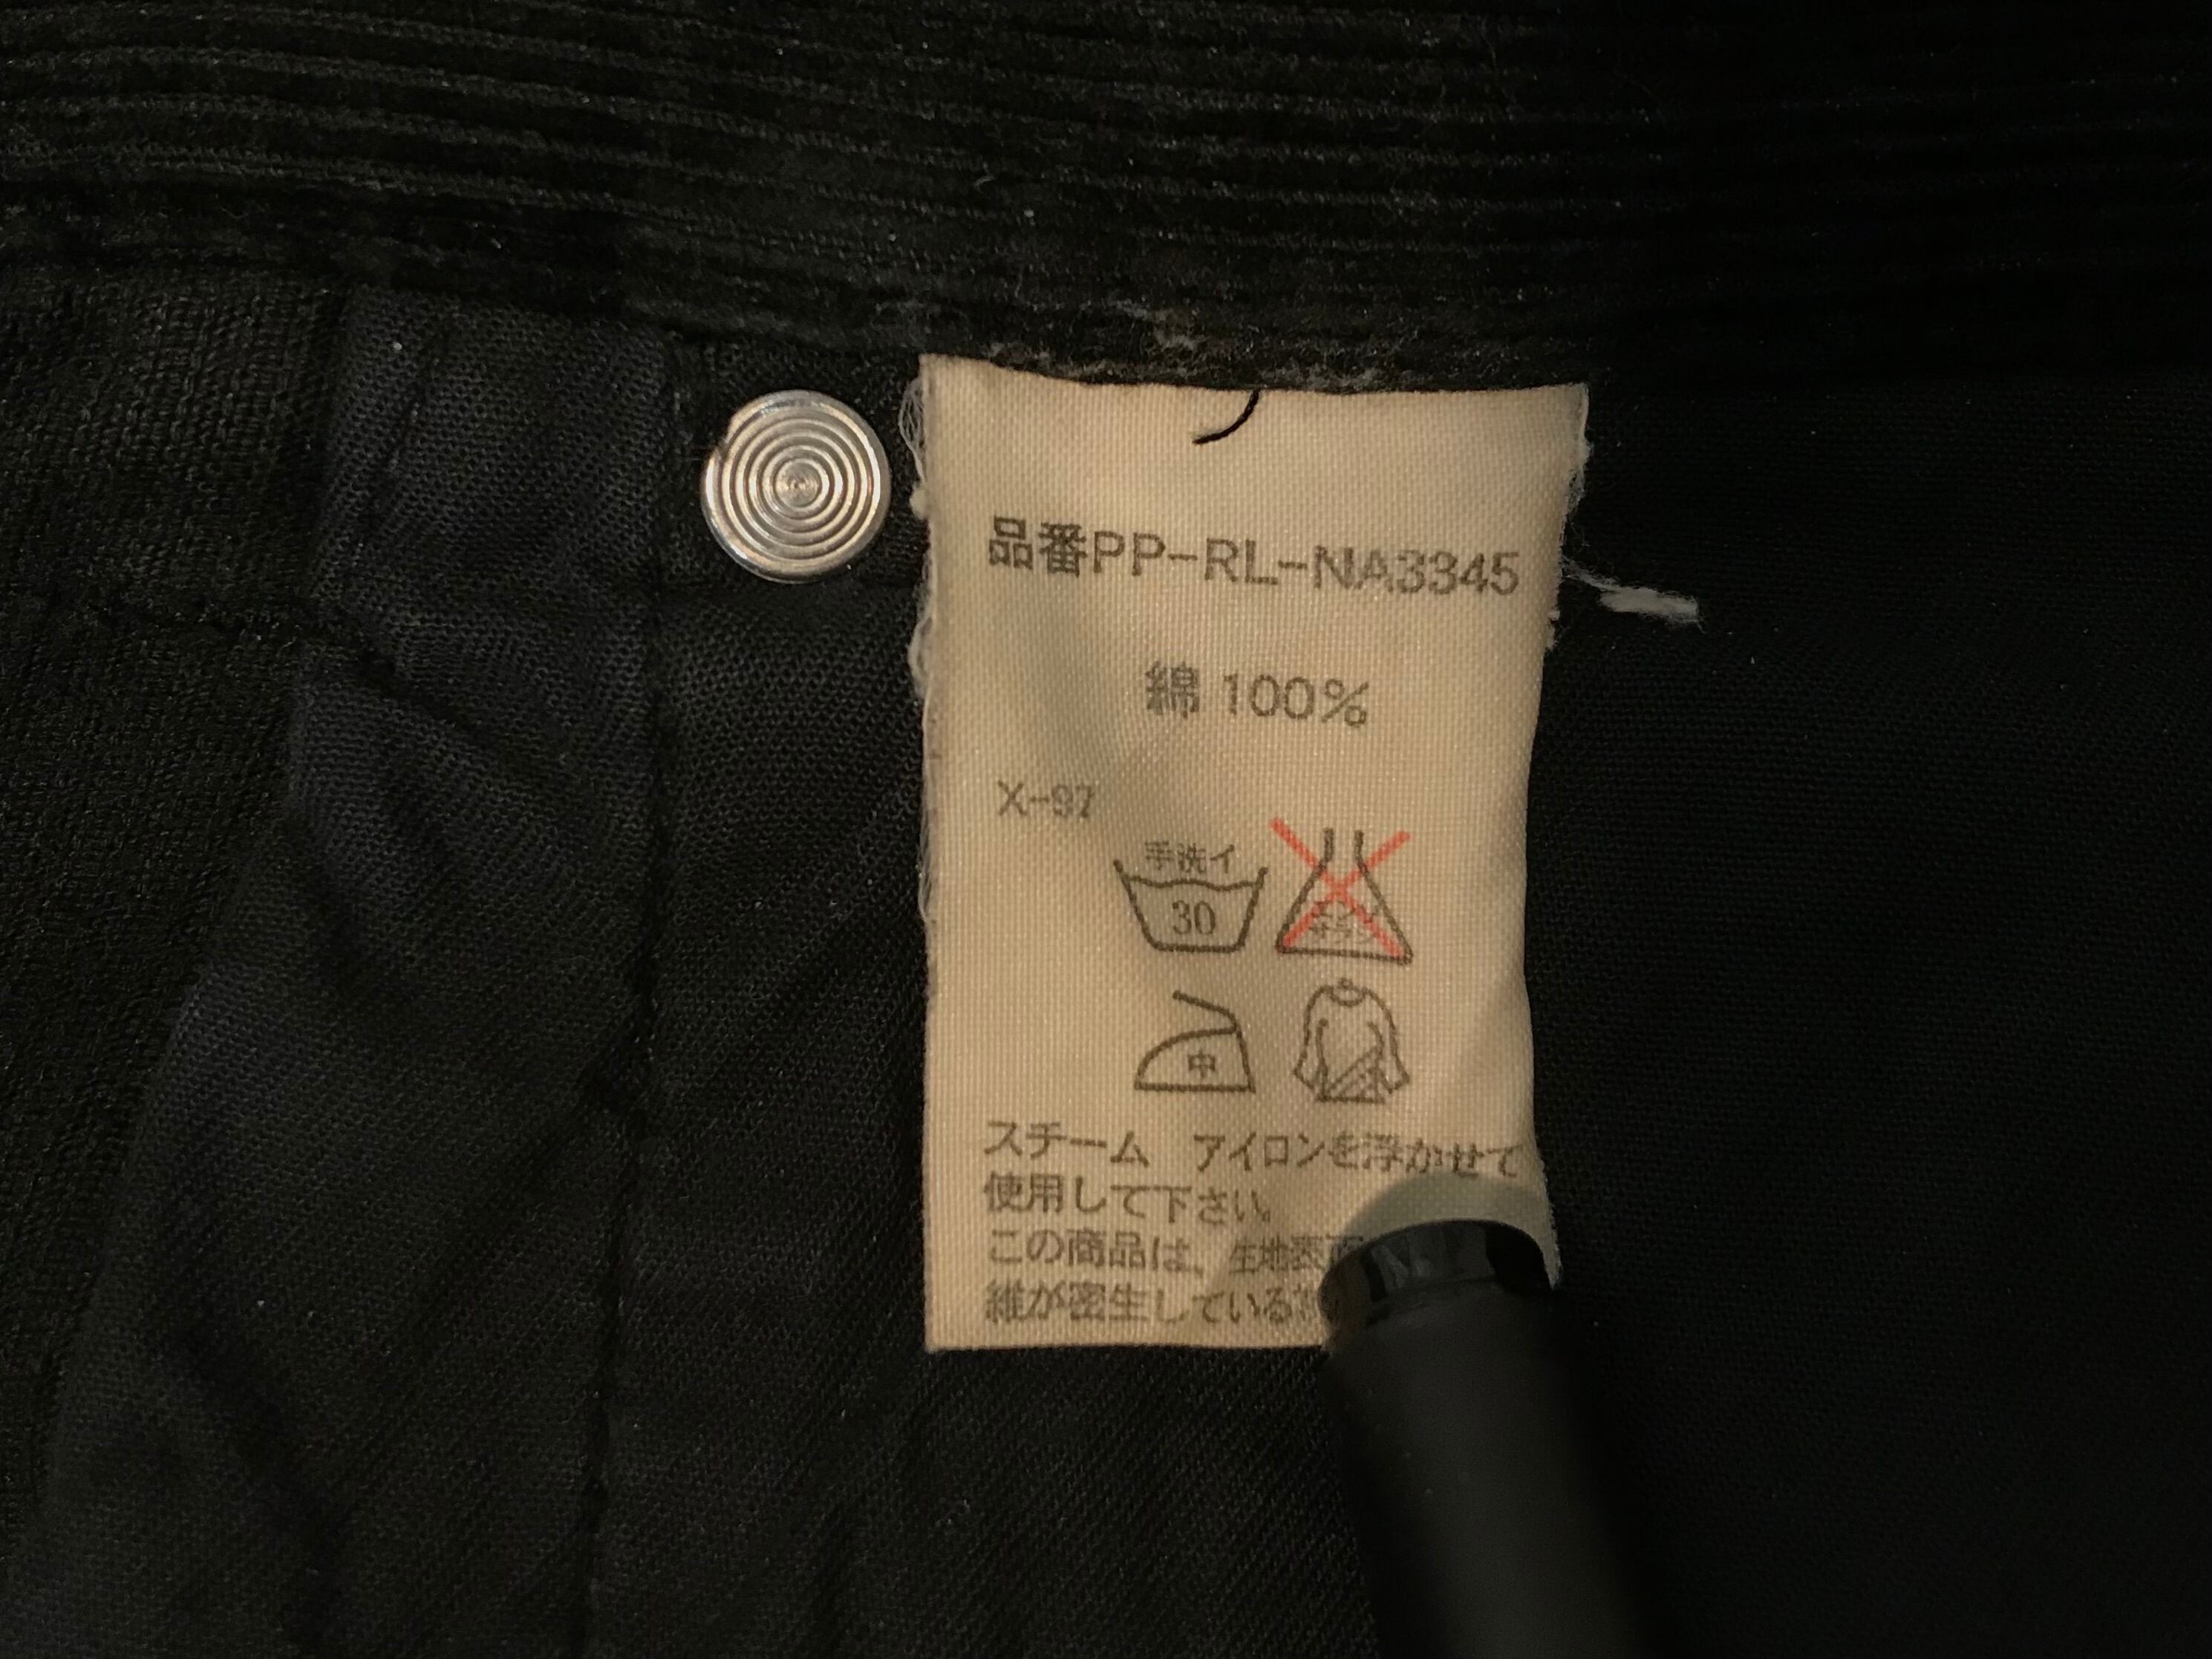 品番PP-RL-NA3345
綿 100%
X-97
手洗イ
30
中
スチーム アイロンを浮かせて
使用して下さい。
この商品は、生地表面
維が密生している